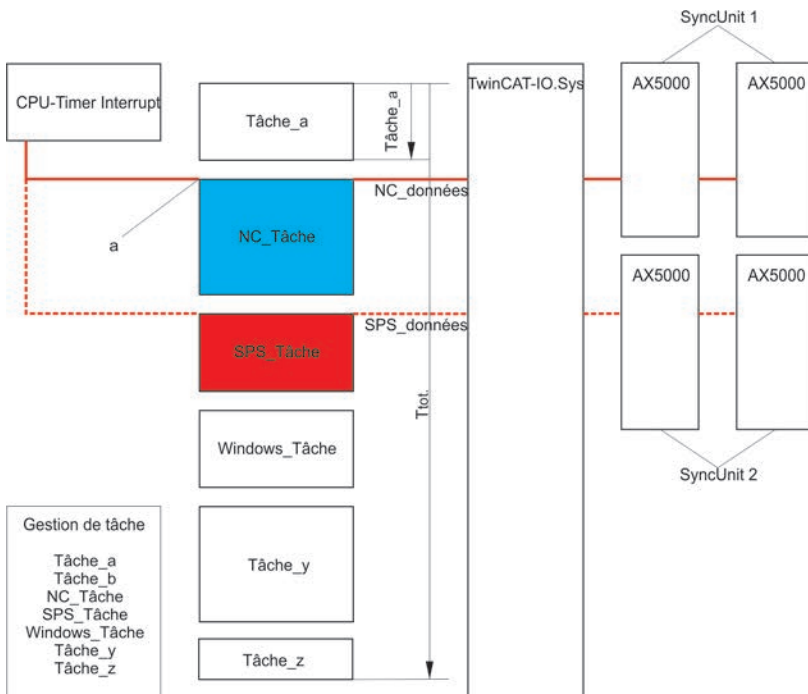 SyncUnit 1
CPU-Timer Interrupt
Tâche_a
Tâche_a
TwinCAT-IO.Sys
AX5000
AX5000
NC_données
a
NC_Tâche
AX5000
AX5000
SPS_données
SPS_Tâche
Ttot.
Windows_Tâche
SyncUnit 2
Gestion de tâche
Tâche_a
Tâche_b
NC_Tâche
SPS_Tâche
Windows_Tâche
Tâche_y
Tâche_z
Tâche_y
Tâche_z